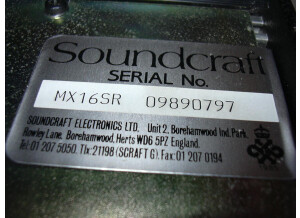 Soundcraft
SERIAL No.
MX16SR 09890797
SOUNDCRAFT ELECTRONICS LTD. Unit 2. Borehamwood Ind. Park.
Rowley Lane. Borehamwood, Herts WD6 5PZ England.
Tel: 01 207 5050. Tlx: 21198 (SCRAFT G). Fax: 01 207 0194